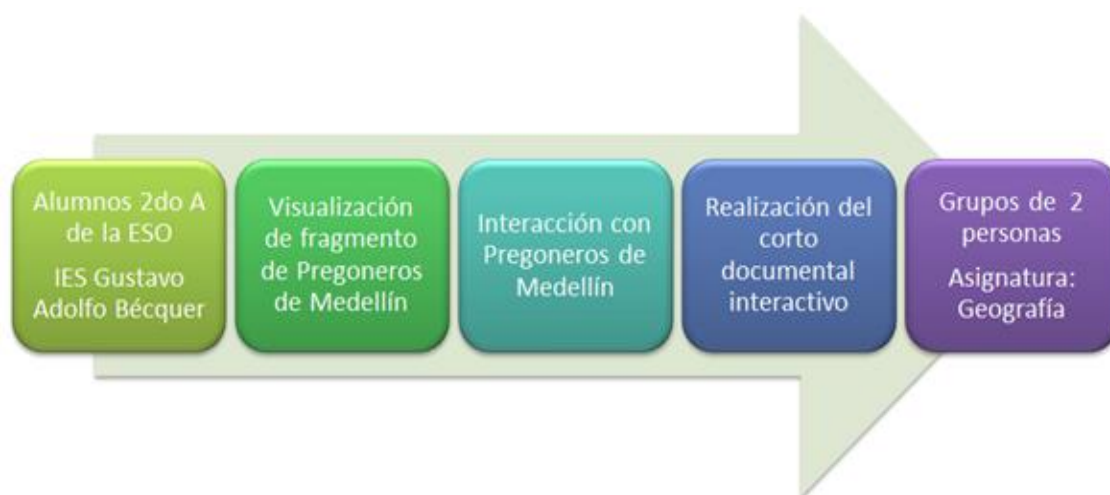 Alumnos 2do A
de la ESO
IES Gustavo
Adolfo Bécquer
Visualización
de fragmento
de Pregoneros
de Medellín
Interacción con
Pregoneros de
Medellín
Realización del
corto
documental
interactivo
Grupos de 2
personas
Asignatura:
Geografía